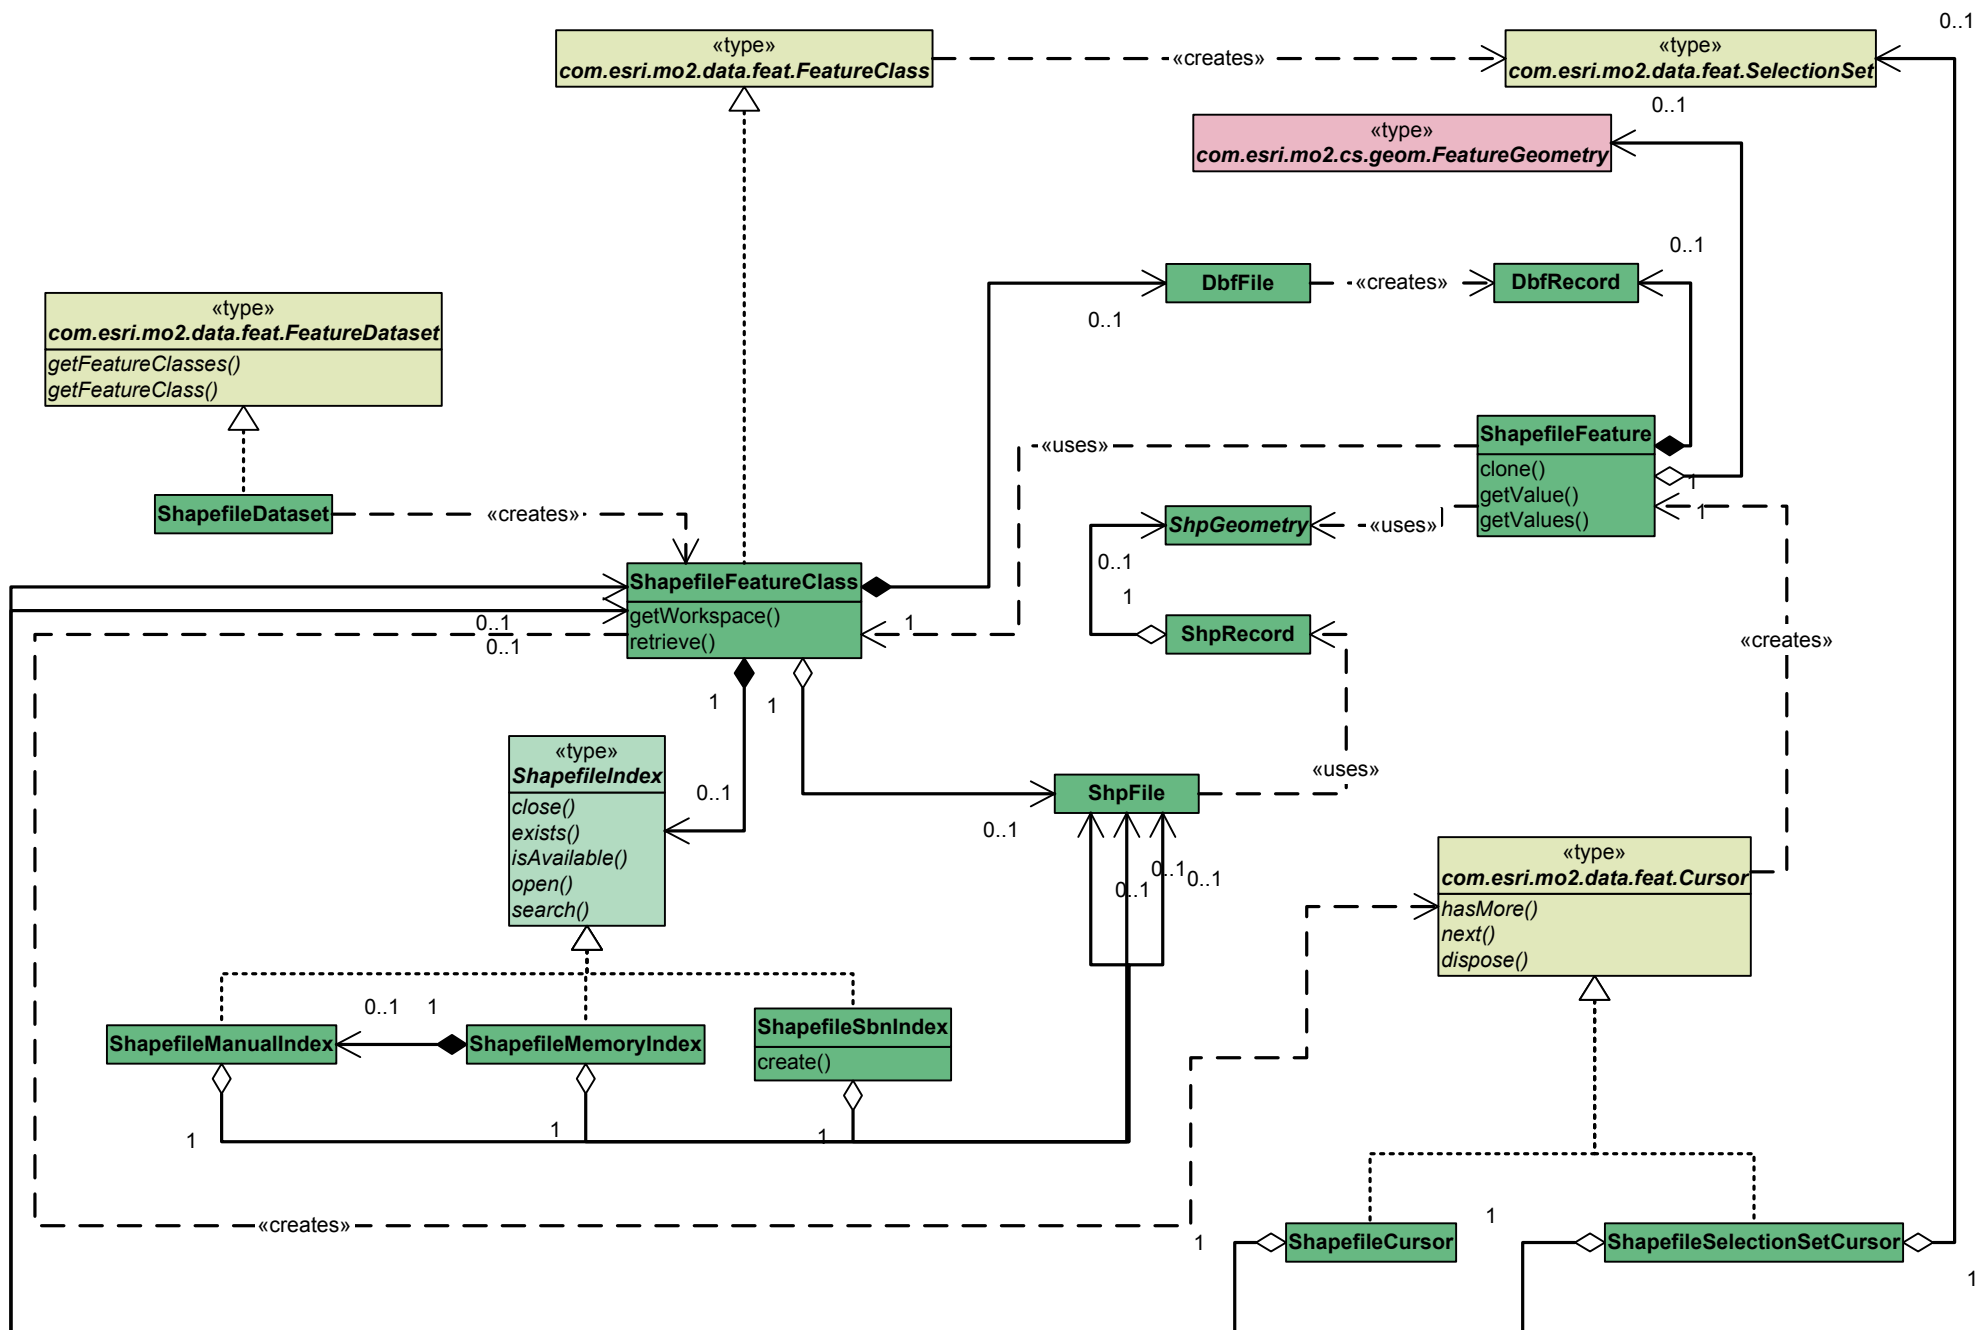 0..1
«type»
com.esri.mo2.data.feat.FeatureClass
«creates»
«type»
com.esri.mo2.data.feat.SelectionSet
0..1
«type»
com.esri.mo2.cs.geom.FeatureGeometry
0..1
DbfFile
«creates»
DbfRecord
0..1
«type»
com.esri.mo2.data.feat.FeatureDataset
getFeatureClasses()
getFeatureClass()
«uses»
ShapefileFeature
clone()
getValue()
getValues()
1
1
ShapefileDataset
«creates»
ShpGeometry
«uses»
0..1
1
ShapefileFeatureClass
getWorkspace()
retrieve()
0..1
0..1
1
ShpRecord
«creates»
1
1
«type»
ShapefileIndex
close()
exists()
isAvailable()
open()
search()
0..1
ShpFile
0..1
«uses»
0..1
0..1
0..1
«type»
com.esri.mo2.data.feat.Cursor
hasMore()
next()
dispose()
0..1
1
ShapefileManualIndex
ShapefileMemoryIndex
ShapefileSbnIndex
create()
1
1
1
«creates»
1
ShapefileCursor
1
ShapefileSelectionSetCursor
1